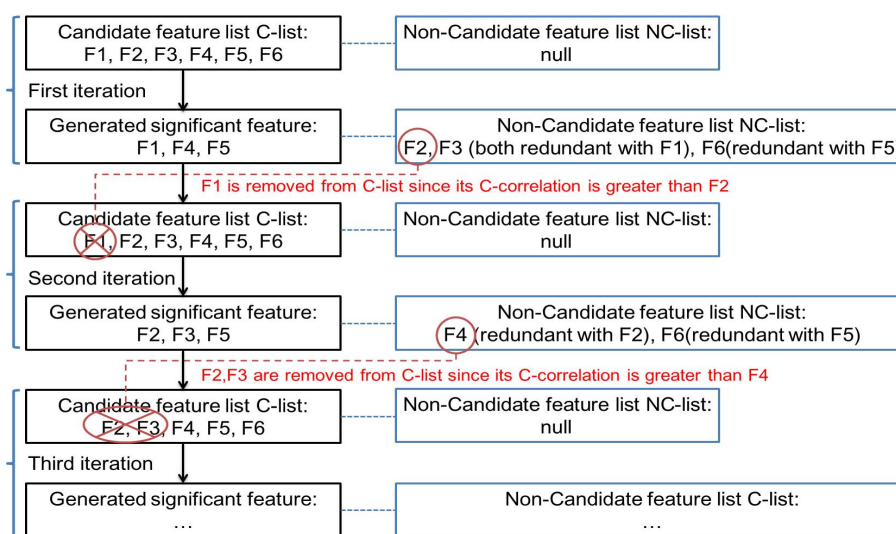 Candidate feature list C-list:
F1, F2, F3, F4, F5, F6
Non-Candidate feature list NC-list:
null
First iteration
Generated significant feature:
F1, F4, F5
Non-Candidate feature list NC-list:
F2, F3 (both redundant with F1), F6(redundant with F5
F1 is removed from C-list since its C-correlation is greater than F2
Candidate feature list C-list:
F1, F2, F3, F4, F5, F6
Non-Candidate feature list NC-list:
null
Second iteration
Generated significant feature:
F2, F3, F5
Non-Candidate feature list NC-list:
F4 (redundant with F2), F6(redundant with F5)
F2,F3 are removed from C-list since its C-correlation is greater than F4
Candidate feature list C-list:
F2, F3, F4, F5, F6
Non-Candidate feature list NC-list:
null
Third iteration
Generated significant feature:
...
Non-Candidate feature list C-list:
...